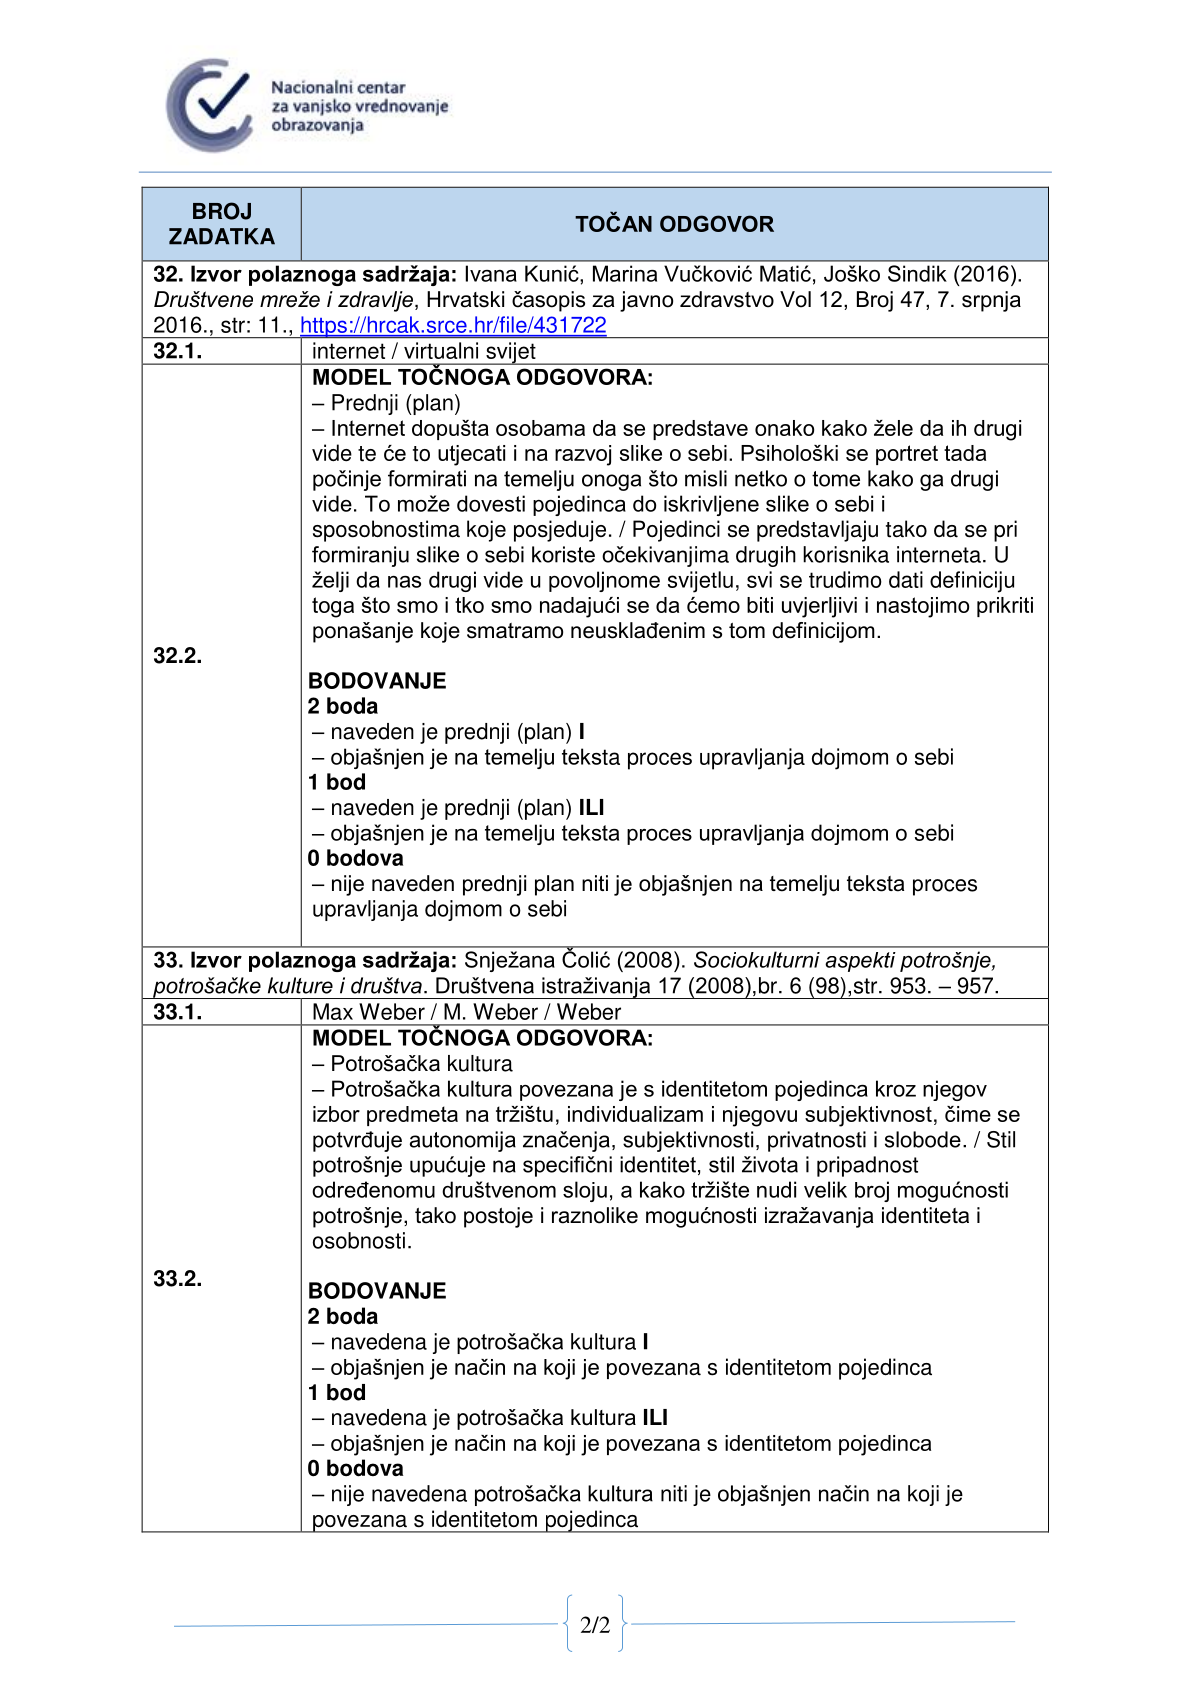 Nacionalni centar
za vanjsko vrednovanje
obrazovanja
BROJ
ZADATKA
TOČAN ODGOVOR
32. Izvor polaznoga sadržaja: Ivana Kunić, Marina Vučković Matić, Joško Sindik (2016).
Društvene mreže i zdravlje, Hrvatski časopis za javno zdravstvo Vol 12, Broj 47, 7. srpnja
2016., str: 11., https://hrcak.srce.hr/file/431722
32.1.
internet / virtualni svijet
32.2.
MODEL TOČNOGA ODGOVORA:
– Prednji (plan)
– Internet dopušta osobama da se predstave onako kako žele da ih drugi
vide te će to utjecati i na razvoj slike o sebi. Psihološki se portret tada
počinje formirati na temelju onoga što misli netko o tome kako ga drugi
vide. To može dovesti pojedinca do iskrivljene slike o sebi i
sposobnostima koje posjeduje. / Pojedinci se predstavljaju tako da se pri
formiranju slike o sebi koriste očekivanjima drugih korisnika interneta. U
želji da nas drugi vide u povoljnome svijetlu, svi se trudimo dati definiciju
toga što smo i tko smo nadajući se da ćemo biti uvjerljivi i nastojimo prikriti
ponašanje koje smatramo neusklađenim s tom definicijom.
BODOVANJE
2 boda
– naveden je prednji (plan) I
– objašnjen je na temelju teksta proces upravljanja dojmom o sebi
1 bod
– naveden je prednji (plan) ILI
– objašnjen je na temelju teksta proces upravljanja dojmom o sebi
0 bodova
– nije naveden prednji plan niti je objašnjen na temelju teksta proces
upravljanja dojmom o sebi
33. Izvor polaznoga sadržaja: Snježana Čolić (2008). Sociokulturni aspekti potrošnje,
potrošačke kulture i društva. Društvena istraživanja 17 (2008),br. 6 (98),str. 953. – 957.
33.1.
Max Weber / M. Weber / Weber
33.2.
MODEL TOČNOGA ODGOVORA:
– Potrošačka kultura
– Potrošačka kultura povezana je s identitetom pojedinca kroz njegov
izbor predmeta na tržištu, individualizam i njegovu subjektivnost, čime se
potvrđuje autonomija značenja, subjektivnosti, privatnosti i slobode. / Stil
potrošnje upućuje na specifični identitet, stil života i pripadnost
određenomu društvenom sloju, a kako tržište nudi velik broj mogućnosti
potrošnje, tako postoje i raznolike mogućnosti izražavanja identiteta i
osobnosti.
BODOVANJE
2 boda
– navedena je potrošačka kultura I
– objašnjen je način na koji je povezana s identitetom pojedinca
1 bod
– navedena je potrošačka kultura ILI
– objašnjen je način na koji je povezana s identitetom pojedinca
0 bodova
– nije navedena potrošačka kultura niti je objašnjen način na koji je
povezana s identitetom pojedinca
2/2